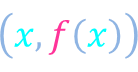 (x, f(x))